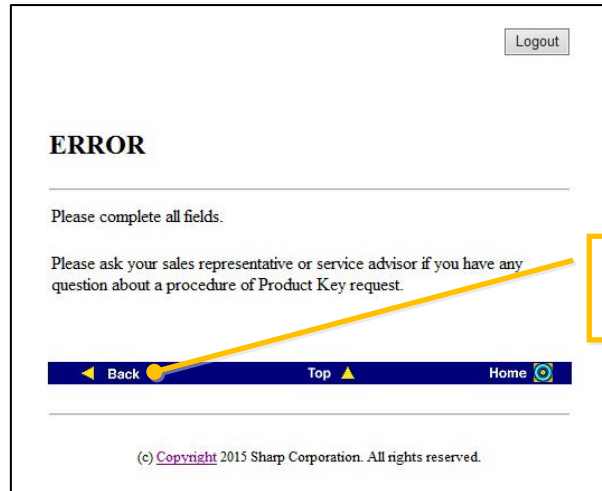 Logout
ERROR
Please complete all fields.
Please ask your sales representative or service advisor if you have any
question about a procedure of Product Key request.
Back Top Home
(c) Copyright 2015 Sharp Corporation. All rights reserved.